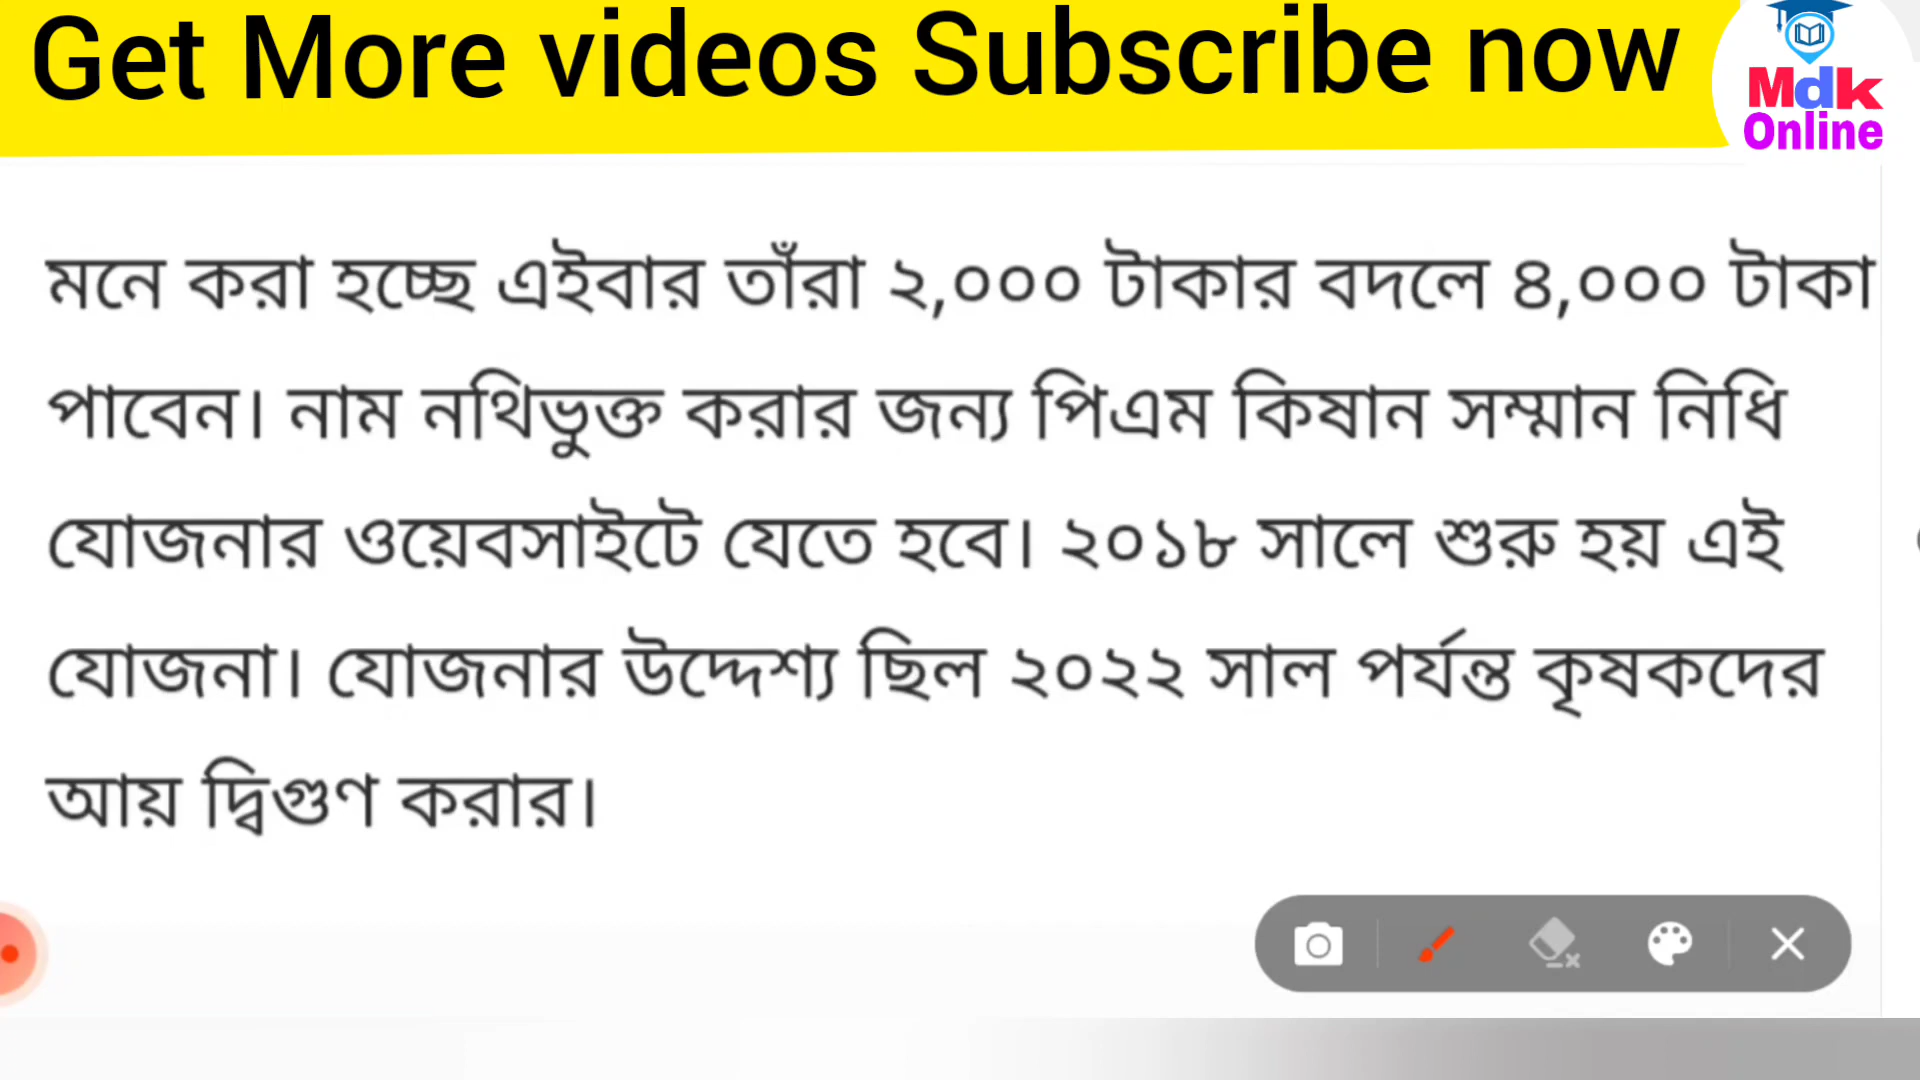 Get More videos Subscribe now
Mdk
Online
মনে করা হচ্ছে এইবার তাঁরা ২,০০০ টাকার বদলে ৪,০০০ টাকা
পাবেন। নাম নথিভুক্ত করার জন্য পিএম কিষান সম্মান নিধি
যোজনার ওয়েবসাইটে যেতে হবে। ২০১৮ সালে শুরু হয় এই
যোজনা। যোজনার উদ্দেশ্য ছিল ২০২২ সাল পর্যন্ত কৃষকদের
আয় দ্বিগুণ করার।